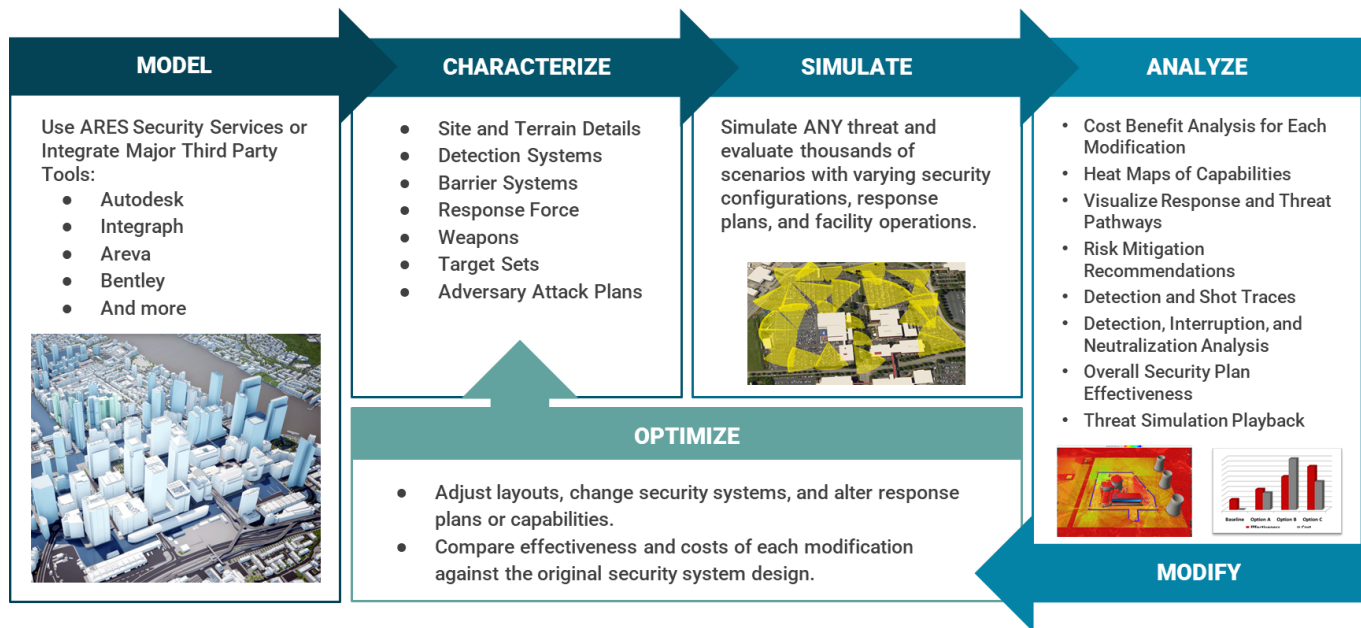 MODEL
Use ARES Security Services or
Integrate Major Third Party
Tools:
● Autodesk
● Integraph
● Areva
● Bentley
● And more
CHARACTERIZE
● Site and Terrain Details
● Detection Systems
● Barrier Systems
● Response Force
● Weapons
● Target Sets
● Adversary Attack Plans
SIMULATE
Simulate ANY threat and
evaluate thousands of
scenarios with varying security
configurations, response
plans, and facility operations.
ANALYZE
• Cost Benefit Analysis for Each
Modification
• Heat Maps of Capabilities
• Visualize Response and Threat
Pathways
• Risk Mitigation
Recommendations
• Detection and Shot Traces
• Detection, Interruption, and
Neutralization Analysis
• Overall Security Plan
Effectiveness
• Threat Simulation Playback
Baseline Option A Option B Option C
Effectiveness Cost
MODIFY
OPTIMIZE
● Adjust layouts, change security systems, and alter response
plans or capabilities.
● Compare effectiveness and costs of each modification
against the original security system design.